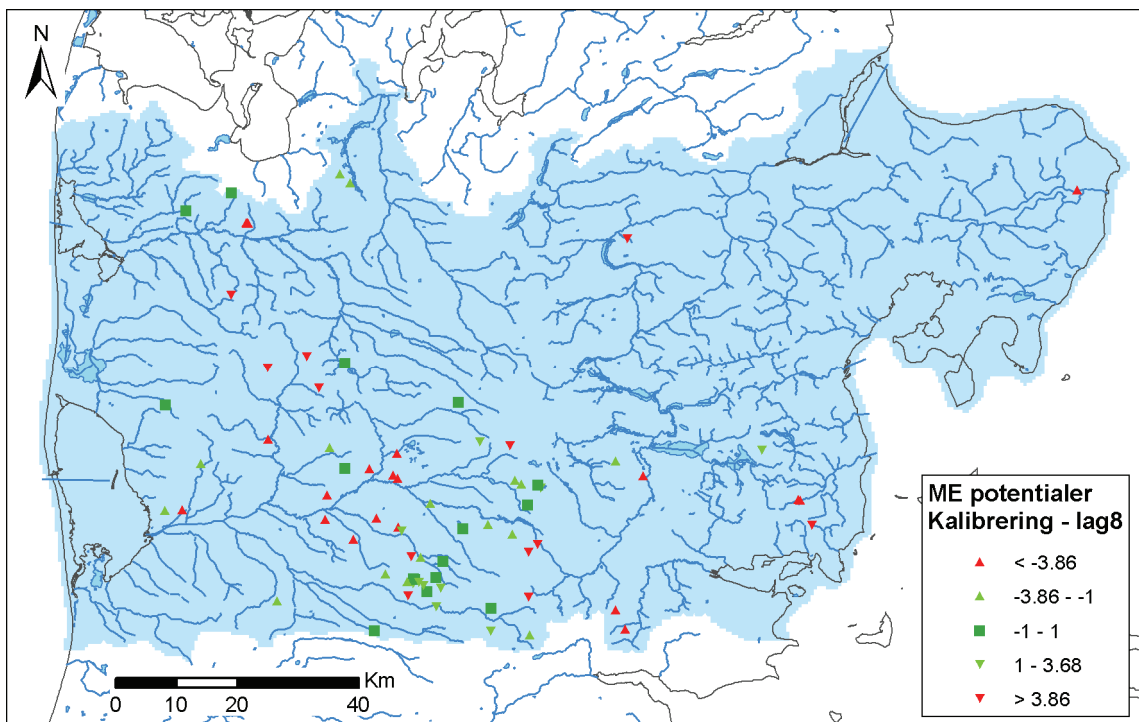 N
ME potentialer
Kalibrering - lag8
< -3.86
-3.86 - -1
-1 - 1
1 - 3.68
> 3.86
Km
0 10 20 40